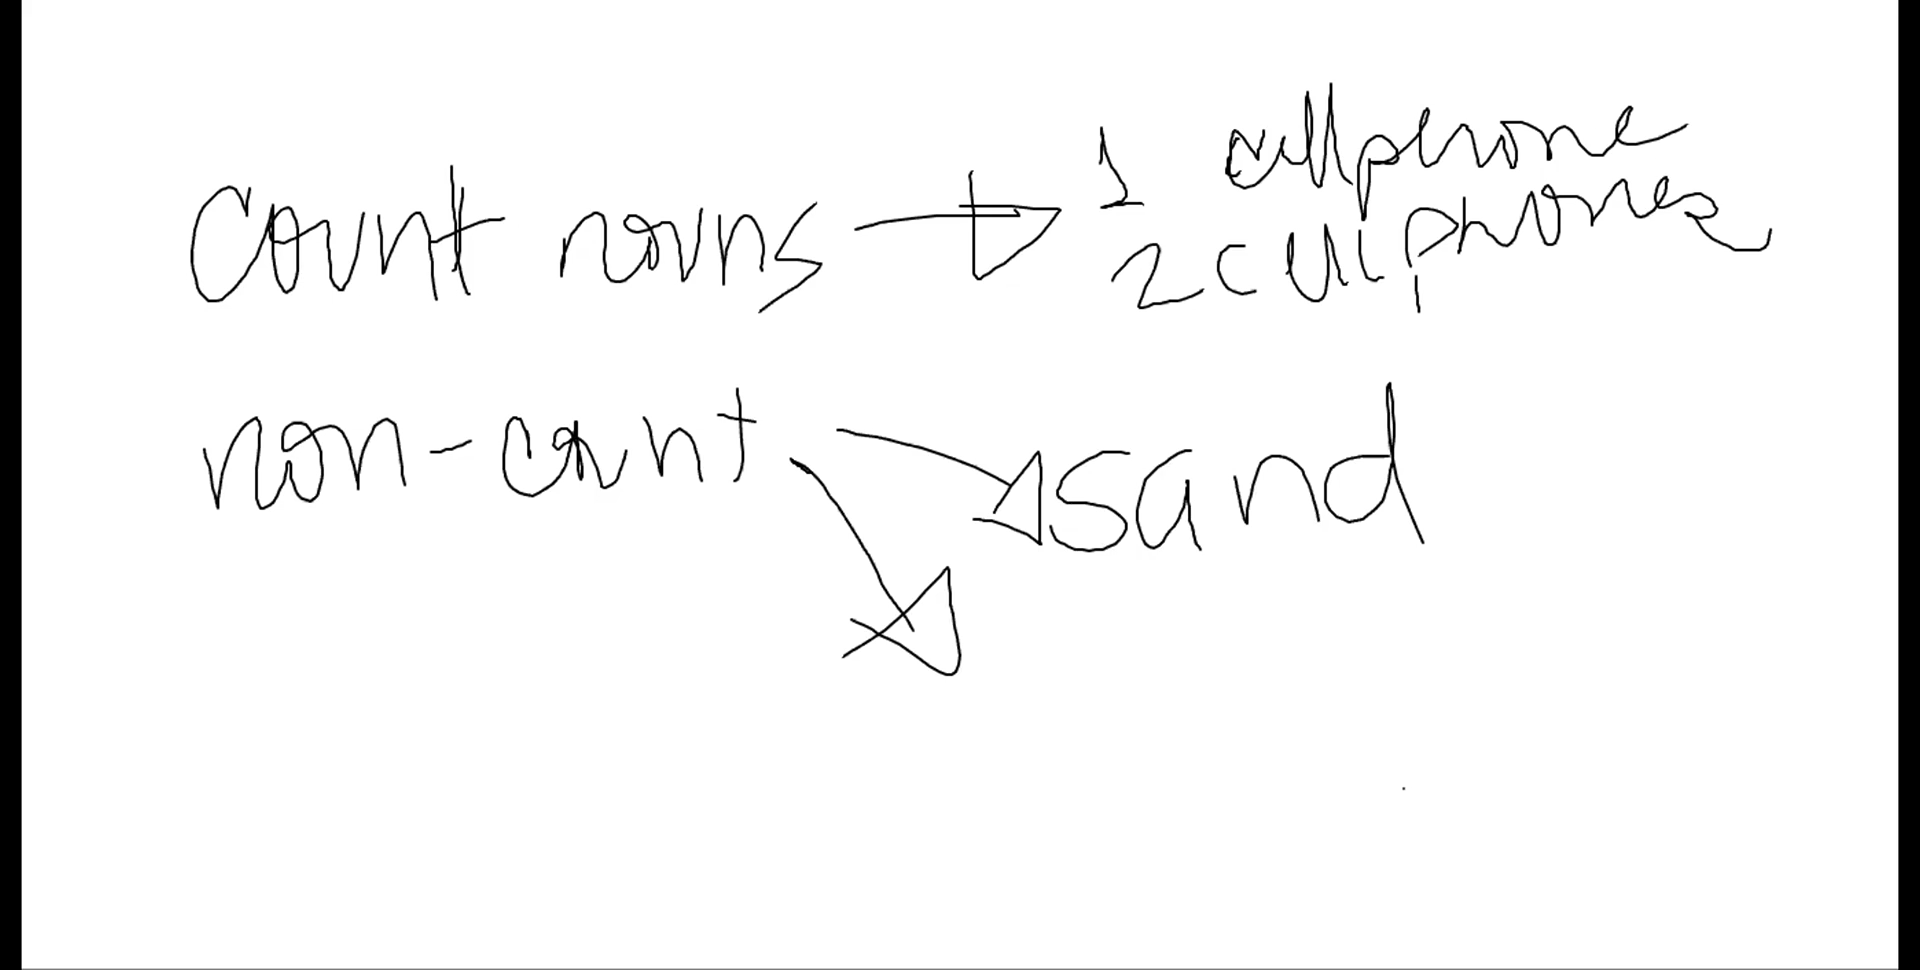 Count nouns → 1 cellphone
2 cellphones
non-count → sand